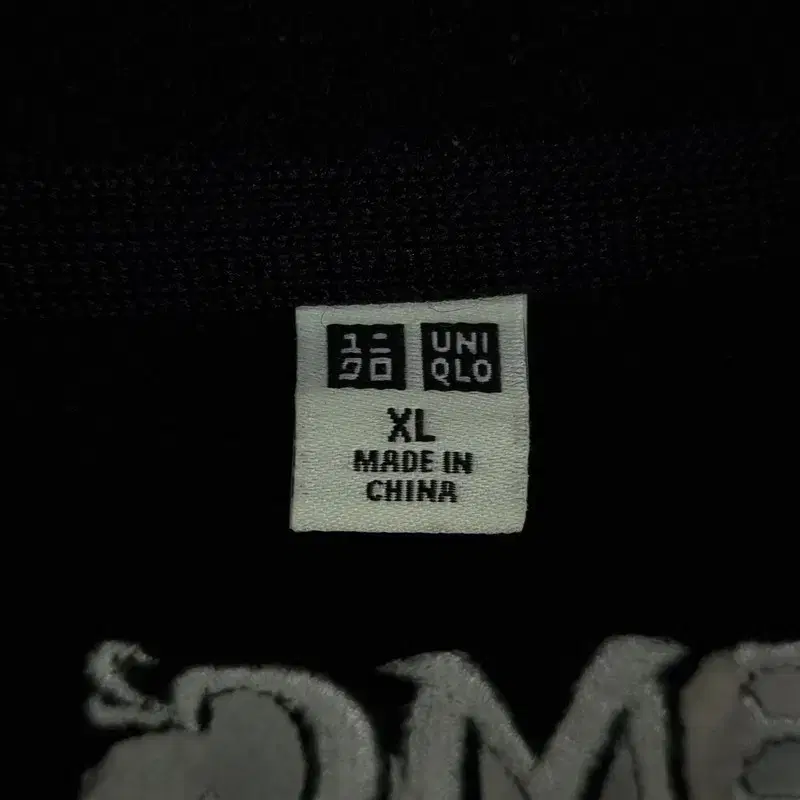 ユニ
クロ
UNI
QLO
XL
MADE IN
CHINA